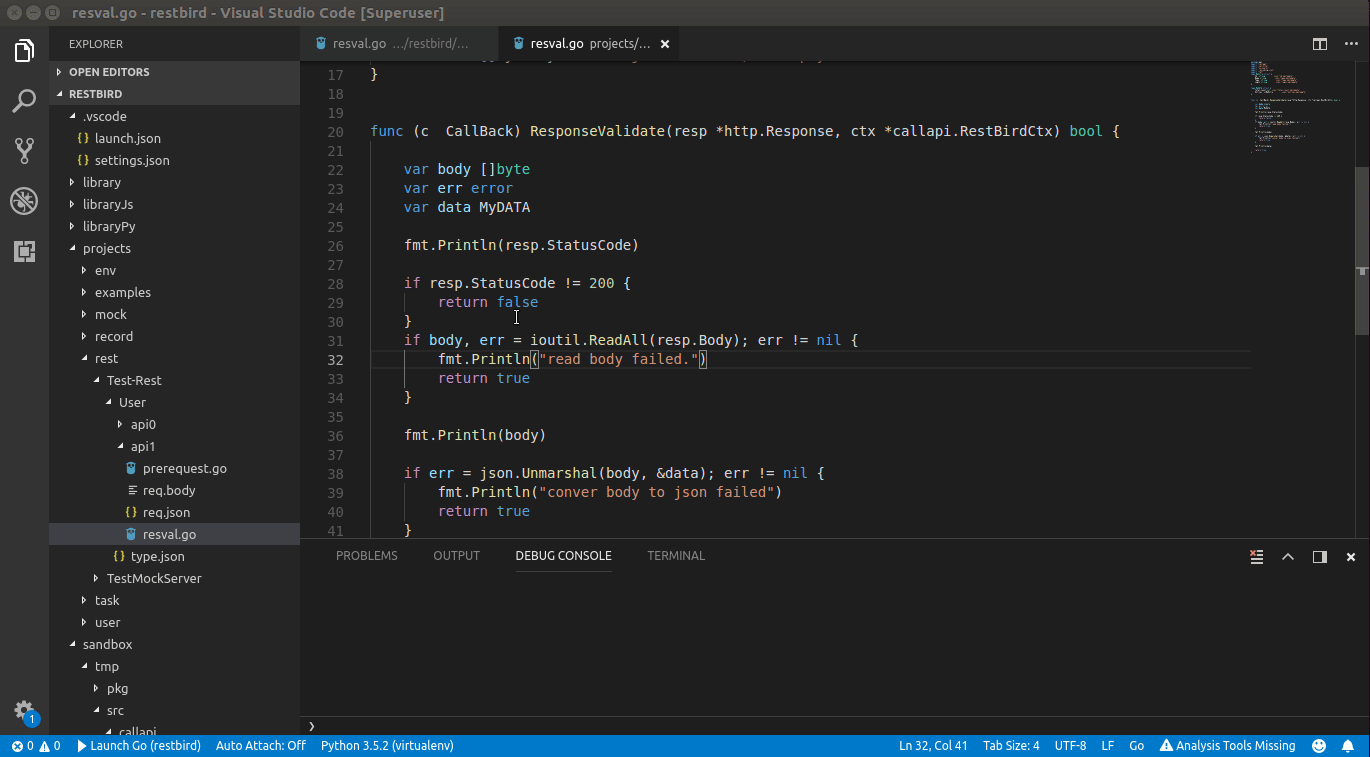 resval.go - restbird - Visual Studio Code [Superuser]
EXPLORER
OPEN EDITORS
RESTBIRD
.vscode
{} launch.json
{} settings.json
library
libraryJs
libraryPy
projects
env
examples
mock
record
rest
Test-Rest
User
api0
api1
prerequest.go
req.body
{} req.json
resval.go
{} type.json
TestMockServer
task
user
sandbox
tmp
pkg
src
callapi
1
resval.go .../restbird/...
resval.go projects/...
17 }
18
19
20 func (c  CallBack) ResponseValidate(resp *http.Response, ctx *callapi.RestBirdCtx) bool {
21
22     var body []byte
23     var err error
24     var data MyDATA
25
26     fmt.Println(resp.StatusCode)
27
28     if resp.StatusCode != 200 {
29         return false
30     }
31     if body, err = ioutil.ReadAll(resp.Body); err != nil {
32         fmt.Println("read body failed.")
33         return true
34     }
35
36     fmt.Println(body)
37
38     if err = json.Unmarshal(body, &data); err != nil {
39         fmt.Println("conver body to json failed")
40         return true
41     }
PROBLEMS OUTPUT DEBUG CONSOLE TERMINAL
0 0 Launch Go (restbird) Auto Attach: Off Python 3.5.2 (virtualenv) Ln 32, Col 41 Tab Size: 4 UTF-8 LF Go Analysis Tools Missing